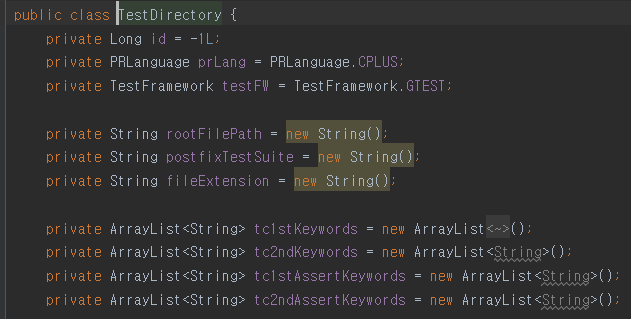 public class TestDirectory {
private Long id = -1L;
private PRLanguage prLang = PRLanguage.CPLUS;
private TestFramework testFW = TestFramework.GTEST;
private String rootFilePath = new String();
private String postfixTestSuite = new String();
private String fileExtension = new String();
private ArrayList<String> tc1stKeywords = new ArrayList<~>();
private ArrayList<String> tc2ndKeywords = new ArrayList<String>();
private ArrayList<String> tc1stAssertKeywords = new ArrayList<String>();
private ArrayList<String> tc2ndAssertKeywords = new ArrayList<String>();